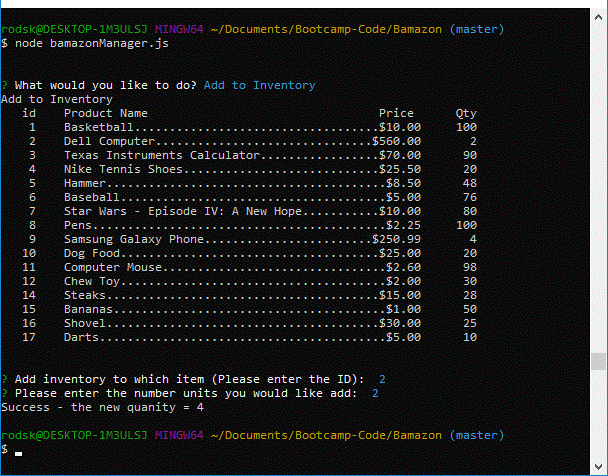 rodsk@DESKTOP-1M3ULSJ MINGW64 ~/Documents/Bootcamp-Code/Bamazon (master)
$ node bamazonManager.js
? What would you like to do? Add to Inventory
Add to Inventory
id Product Name Price Qty
1 Basketball...................................$10.00 100
2 Dell Computer...............................$560.00 2
3 Texas Instruments Calculator.................$70.00 90
4 Nike Tennis Shoes............................$25.50 20
5 Hammer........................................$8.50 48
6 Baseball......................................$5.00 76
7 Star Wars - Episode IV: A New Hope...........$10.00 80
8 Pens..........................................$2.25 100
9 Samsung Galaxy Phone........................$250.99 4
10 Dog Food.....................................$25.00 20
11 Computer Mouse................................$2.60 98
12 Chew Toy......................................$2.00 30
14 Steaks.......................................$15.00 28
15 Bananas.......................................$1.00 50
16 Shovel.......................................$30.00 25
17 Darts.........................................$5.00 10
? Add inventory to which item (Please enter the ID): 2
? Please enter the number units you would like add: 2
Success - the new quanity = 4
rodsk@DESKTOP-1M3ULSJ MINGW64 ~/Documents/Bootcamp-Code/Bamazon (master)
$